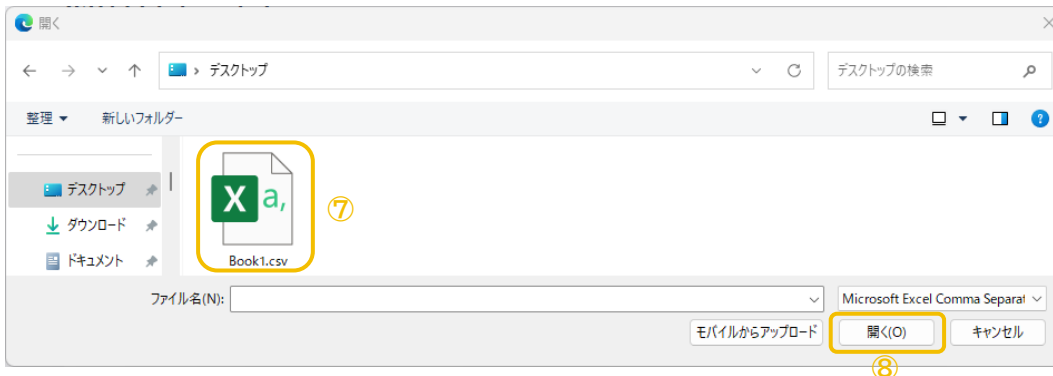 開く
デスクトップ
デスクトップの検索
整理
新しいフォルダー
デスクトップ
ダウンロード
ドキュメント
X a,
Book1.csv
⑦
ファイル名(N):
Microsoft Excel Comma Separat
モバイルからアップロード
開く(O)
キャンセル
⑧